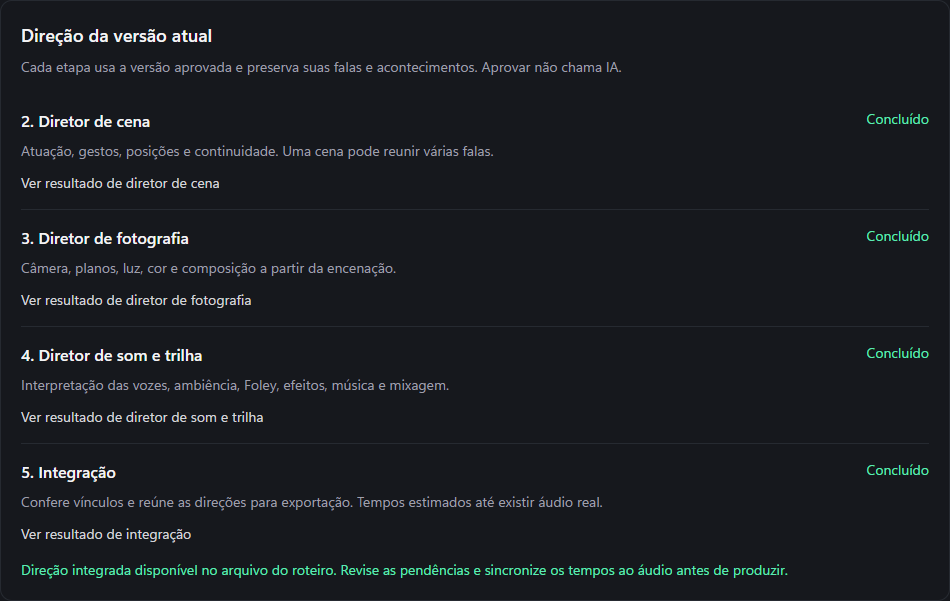 Direção da versão atual
Cada etapa usa a versão aprovada e preserva suas falas e acontecimentos. Aprovar não chama IA.
2. Diretor de cena
Concluído
Atuação, gestos, posições e continuidade. Uma cena pode reunir várias falas.
Ver resultado de diretor de cena
3. Diretor de fotografia
Concluído
Câmera, planos, luz, cor e composição a partir da encenação.
Ver resultado de diretor de fotografia
4. Diretor de som e trilha
Concluído
Interpretação das vozes, ambiência, Foley, efeitos, música e mixagem.
Ver resultado de diretor de som e trilha
5. Integração
Concluído
Confere vínculos e reúne as direções para exportação. Tempos estimados até existir áudio real.
Ver resultado de integração
Direção integrada disponível no arquivo do roteiro. Revise as pendências e sincronize os tempos ao áudio antes de produzir.